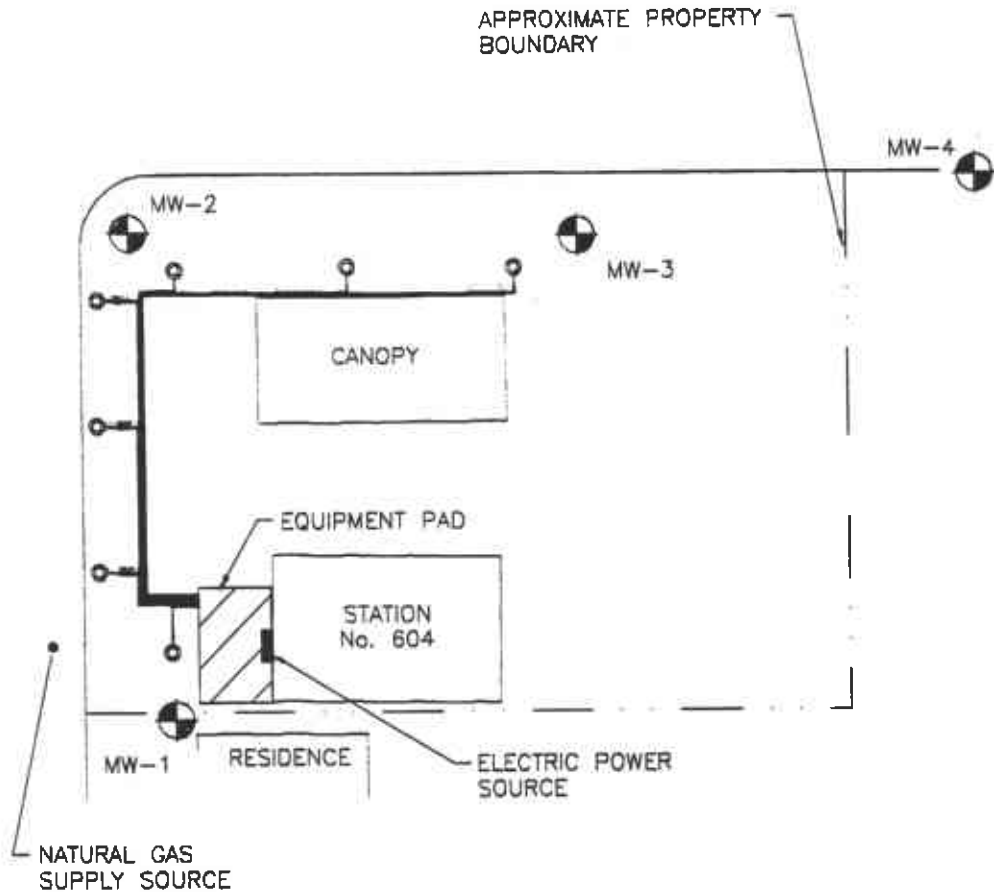 APPROXIMATE PROPERTY
BOUNDARY
MW-4
MW-2
MW-3
CANOPY
EQUIPMENT PAD
STATION
No. 604
MW-1
RESIDENCE
ELECTRIC POWER
SOURCE
NATURAL GAS
SUPPLY SOURCE